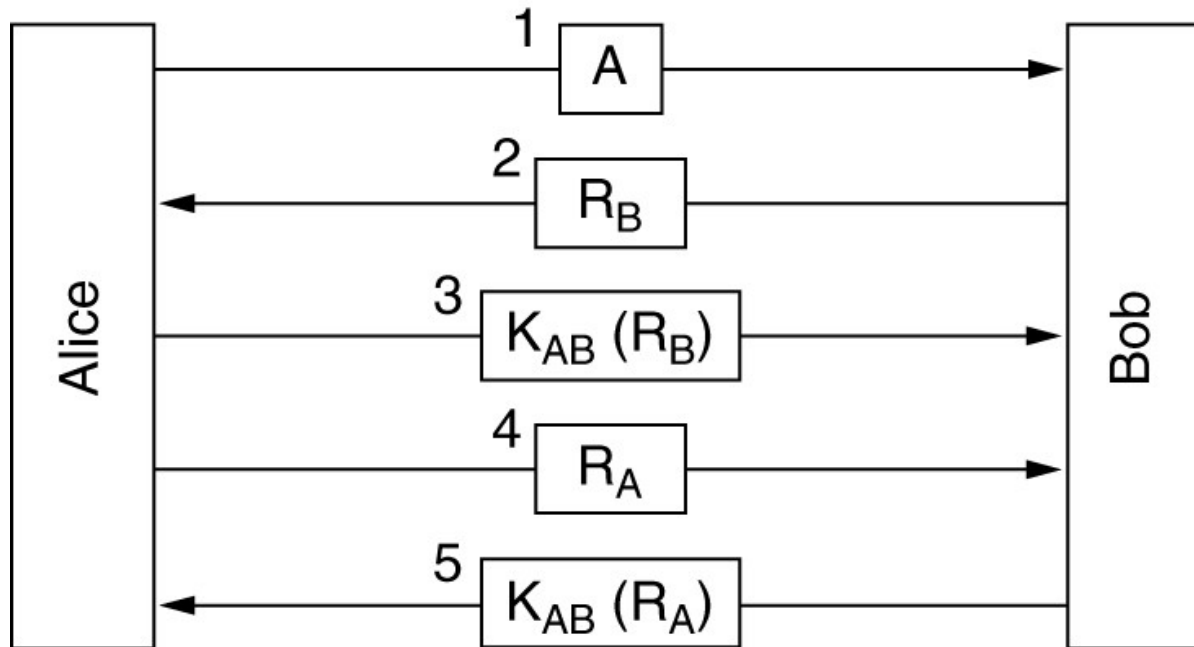 1 A
2 R_B
3 K_AB (R_B)
4 R_A
5 K_AB (R_A)
Alice
Bob